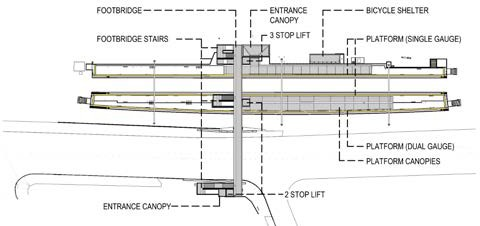 FOOTBRIDGE
ENTRANCE
CANOPY
BICYCLE SHELTER
FOOTBRIDGE STAIRS
3 STOP LIFT
PLATFORM (SINGLE GAUGE)
PLATFORM (DUAL GAUGE)
PLATFORM CANOPIES
2 STOP LIFT
ENTRANCE CANOPY